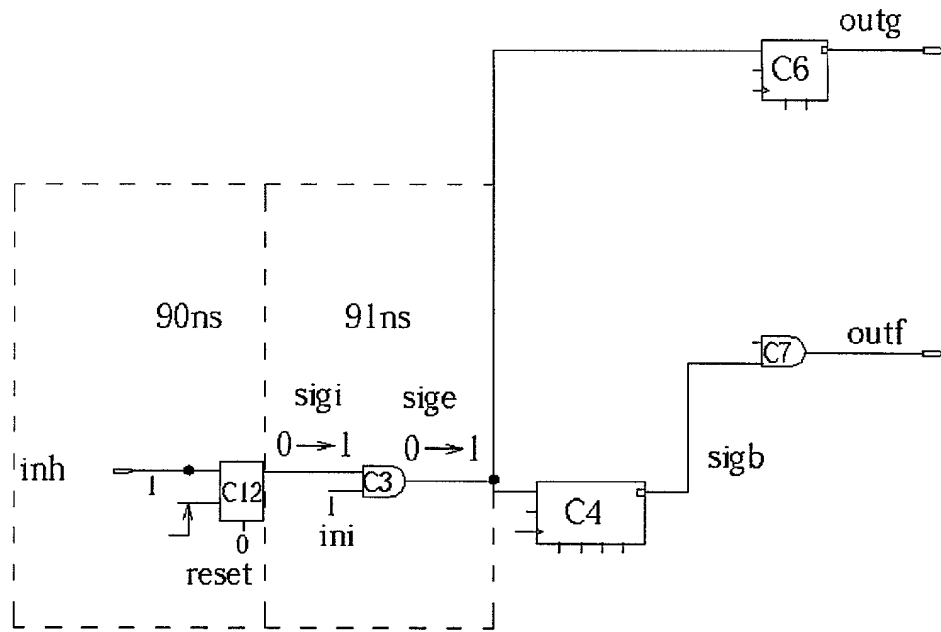 outg
C6
90ns
91ns
outf
C7
sigi
sige
0→1
0→1
sigb
inh
1
C12
C3
1
C4
ini
0
reset